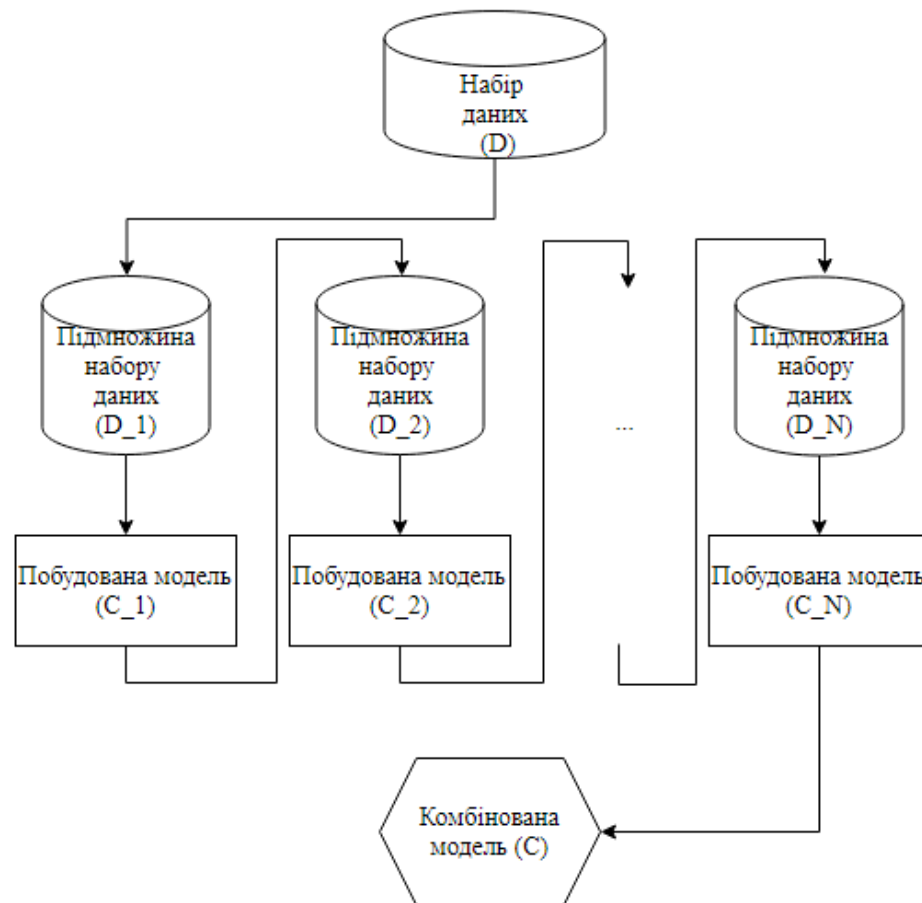 Набір
даних
(D)
Підмножина
набору
даних
(D_1)
Підмножина
набору
даних
(D_2)
...
Підмножина
набору
даних
(D_N)
Побудована модель
(C_1)
Побудована модель
(C_2)
Побудована модель
(C_N)
Комбінована
модель (C)